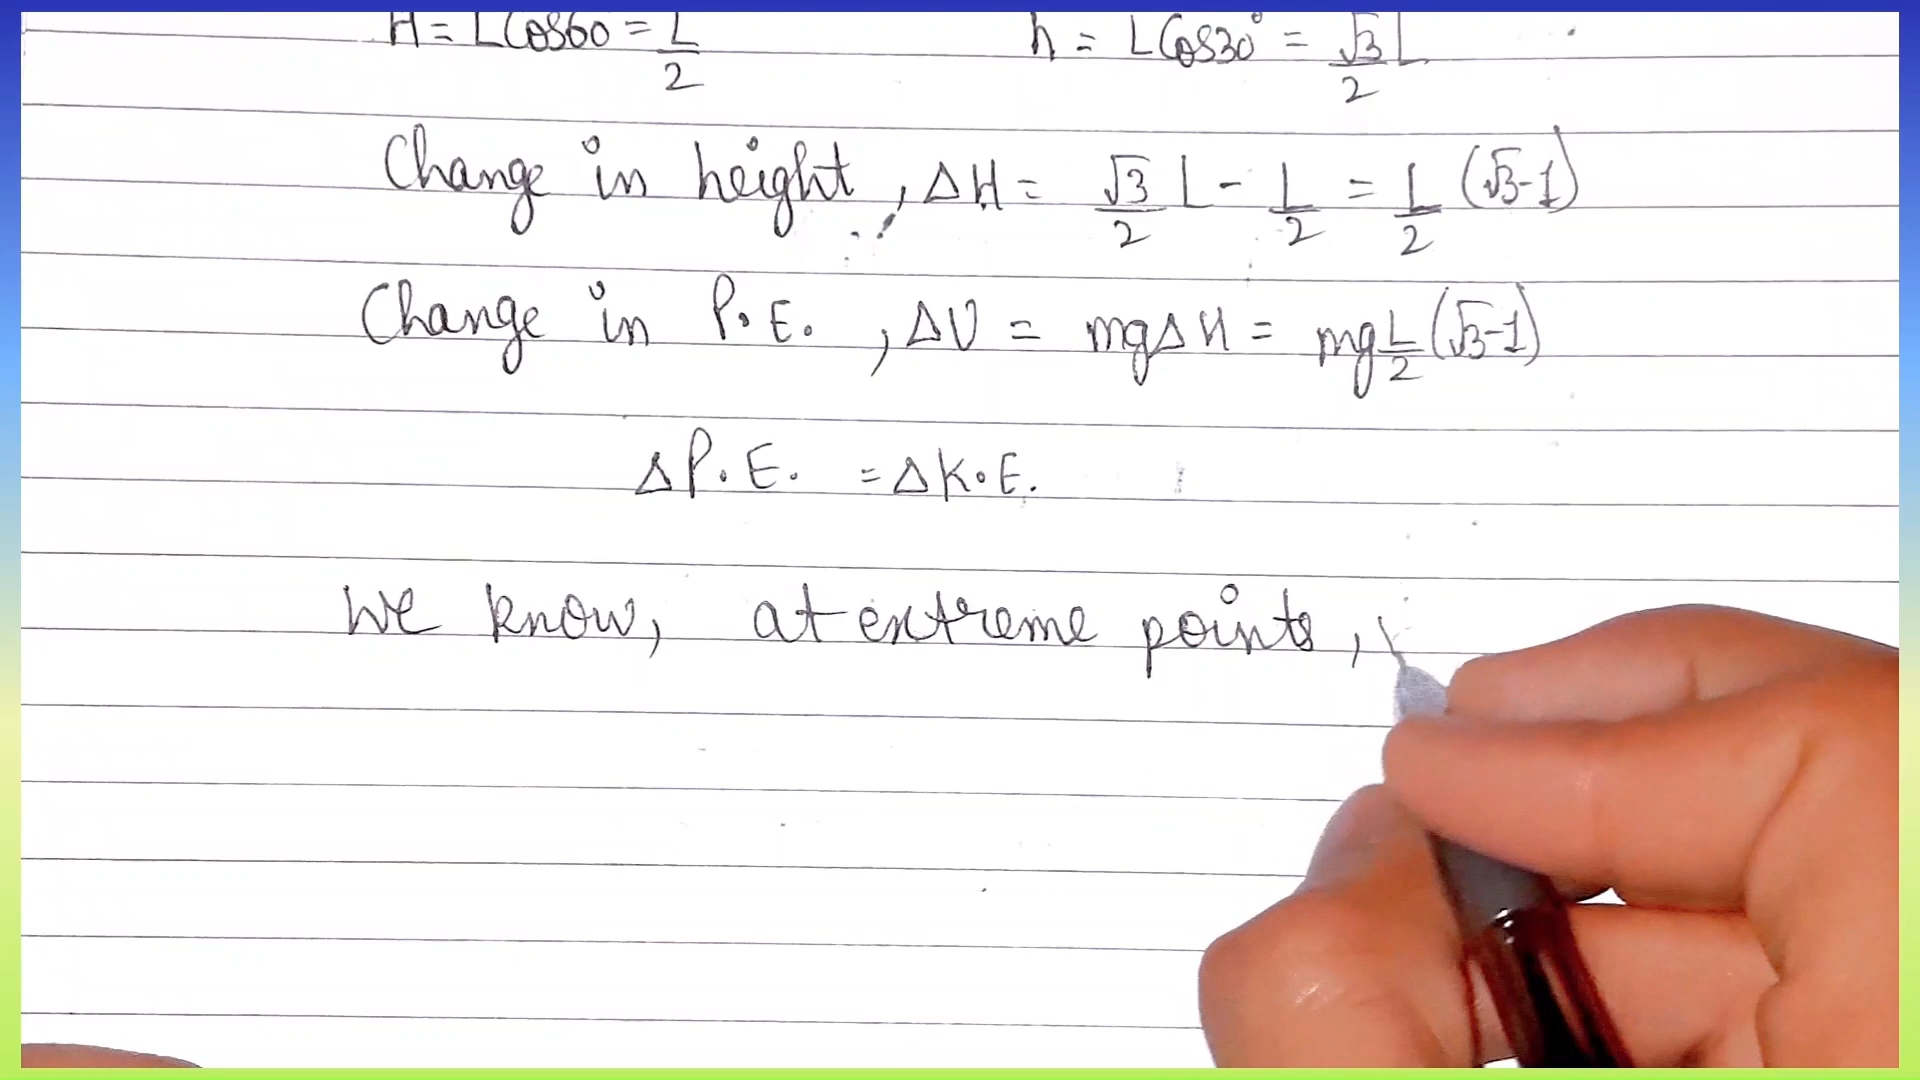 H = L Cos60 = L/2 h = L Cos30° = √3/2 L
Change in height, ΔH = √3/2 L - L/2 = L/2 (√3-1)
Change in P.E., ΔU = mgΔH = mg L/2 (√3-1)
ΔP.E. = ΔK.E.
We know, at extreme points,